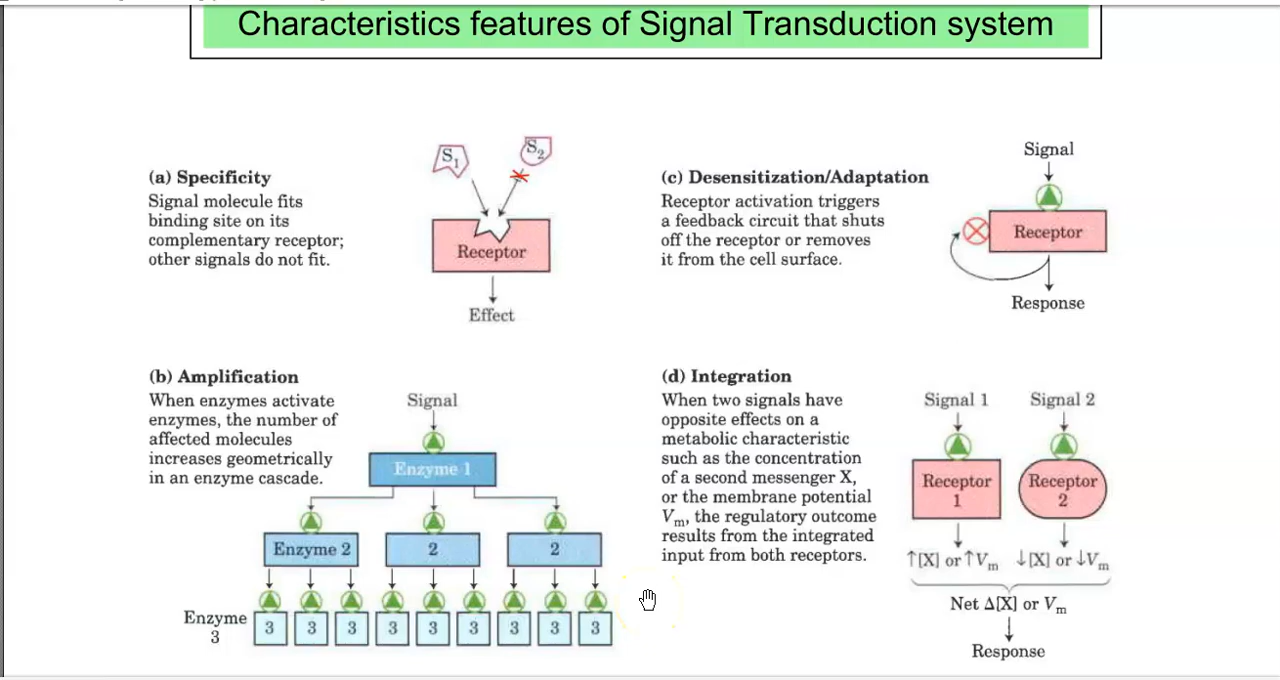 Characteristics features of Signal Transduction system
(a) Specificity
Signal molecule fits
binding site on its
complementary receptor;
other signals do not fit.
S1
S2
Receptor
Effect
(c) Desensitization/Adaptation
Receptor activation triggers
a feedback circuit that shuts
off the receptor or removes
it from the cell surface.
Signal
Receptor
Response
(b) Amplification
When enzymes activate
enzymes, the number of
affected molecules
increases geometrically
in an enzyme cascade.
Signal
Enzyme 1
Enzyme 2
2
2
Enzyme
3
3 3 3 3 3 3 3 3 3
(d) Integration
When two signals have
opposite effects on a
metabolic characteristic
such as the concentration
of a second messenger X,
or the membrane potential
Vm, the regulatory outcome
results from the integrated
input from both receptors.
Signal 1
Signal 2
Receptor
1
Receptor
2
↑[X] or ↑Vm
↓[X] or ↓Vm
Net Δ[X] or Vm
Response